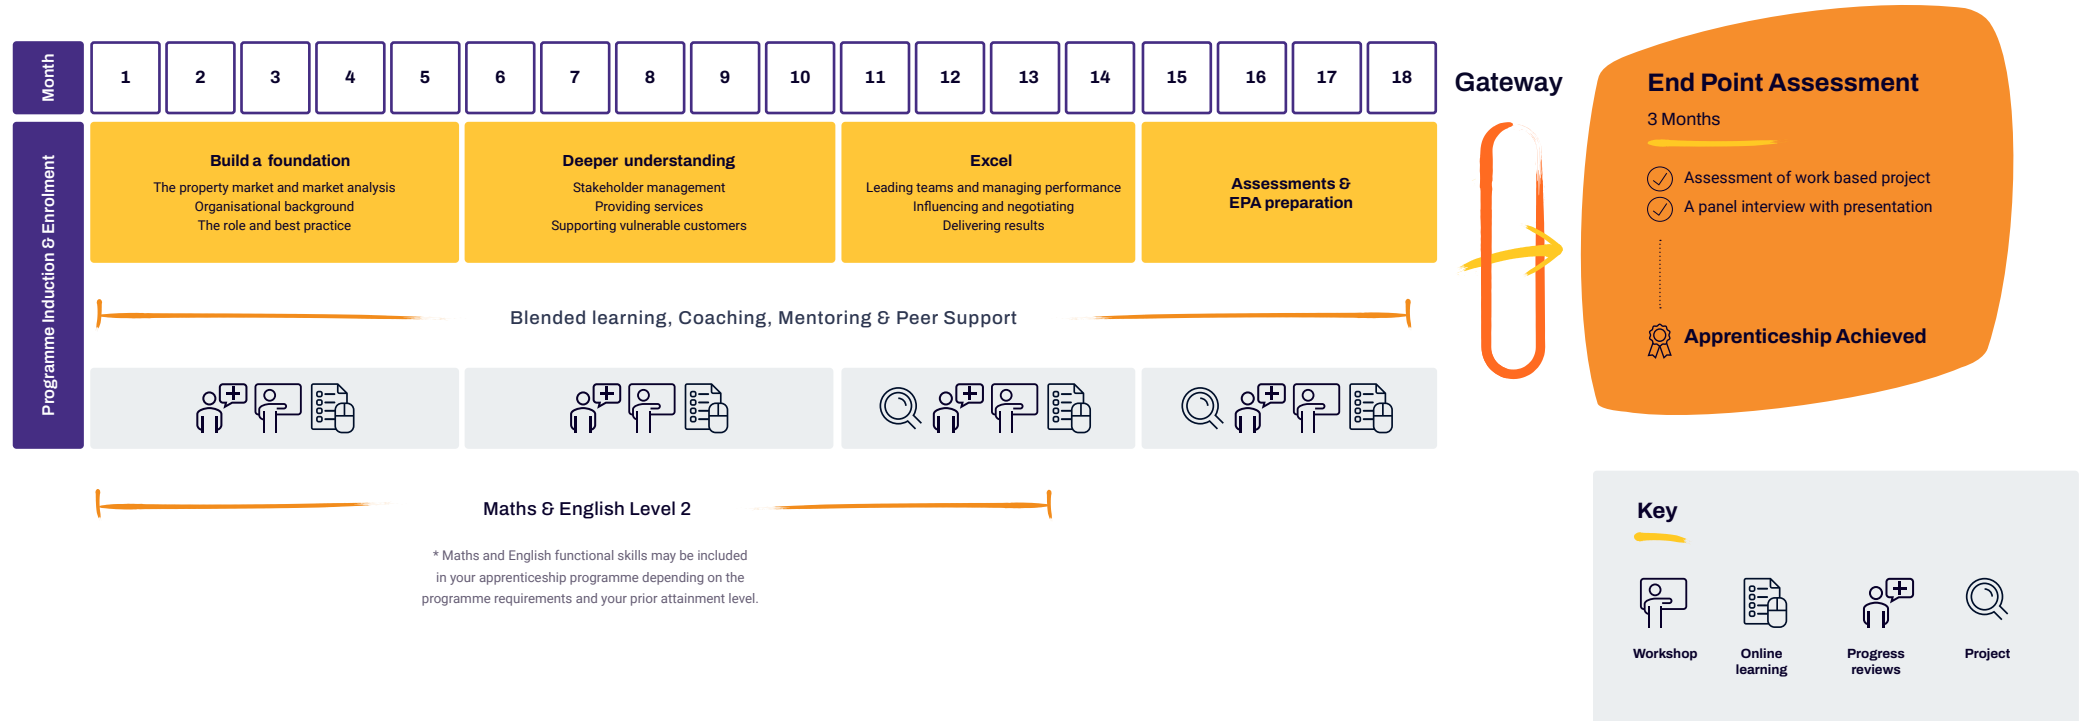 Month
1 2 3 4 5 6 7 8 9 10 11 12 13 14 15 16 17 18
Programme Induction & Enrolment
Build a foundation
The property market and market analysis
Organisational background
The role and best practice
Deeper understanding
Stakeholder management
Providing services
Supporting vulnerable customers
Excel
Leading teams and managing performance
Influencing and negotiating
Delivering results
Assessments &
EPA preparation
Blended learning, Coaching, Mentoring & Peer Support
Maths & English Level 2
* Maths and English functional skills may be included
in your apprenticeship programme depending on the
programme requirements and your prior attainment level.
Gateway
End Point Assessment
3 Months
Assessment of work based project
A panel interview with presentation
Apprenticeship Achieved
Key
Workshop
Online
learning
Progress
reviews
Project